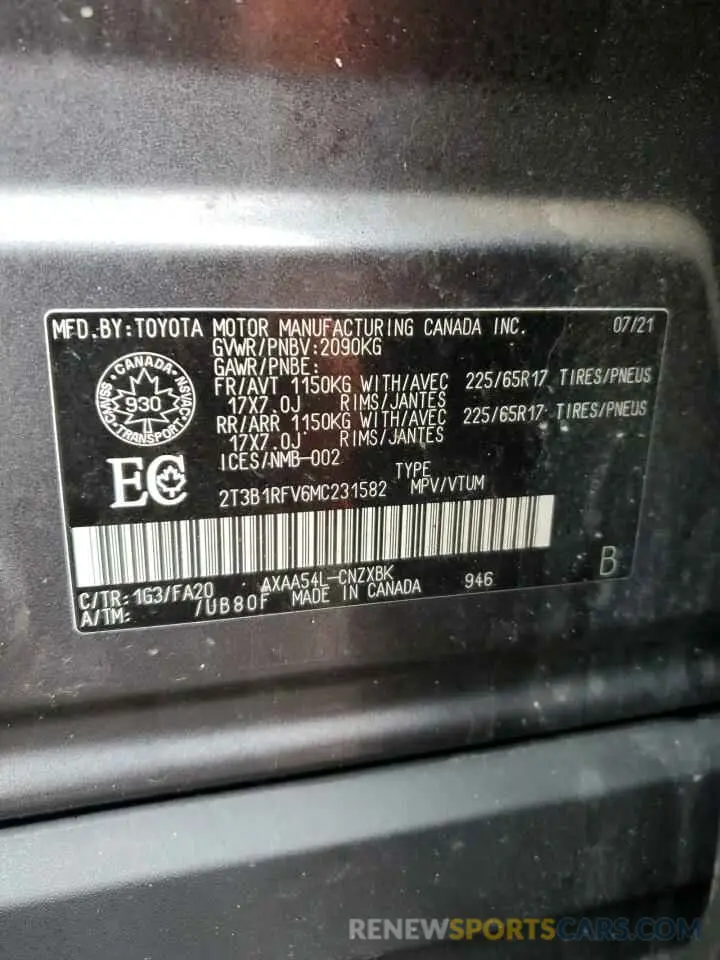 MFD.BY:TOYOTA MOTOR MANUFACTURING CANADA INC. 07/21
GVWR/PNBV:2090KG
GAWR/PNBE:
FR/AVT 1150KG WITH/AVEC 225/65R17 TIRES/PNEUS
17X7.0J RIMS/JANTES
RR/ARR 1150KG WITH/AVEC 225/65R17 TIRES/PNEUS
17X7.0J RIMS/JANTES
ICES/NMB-002
CANADA
930
TRANSPORT
CMVSS
NSVAC
EC
TYPE
2T3B1RFV6MC231582 MPV/VTUM
C/TR:1G3/FA20 AXAA54L-CNZXBK 946 B
A/TM: /UB80F MADE IN CANADA
RENEWSPORTSCARS.COM